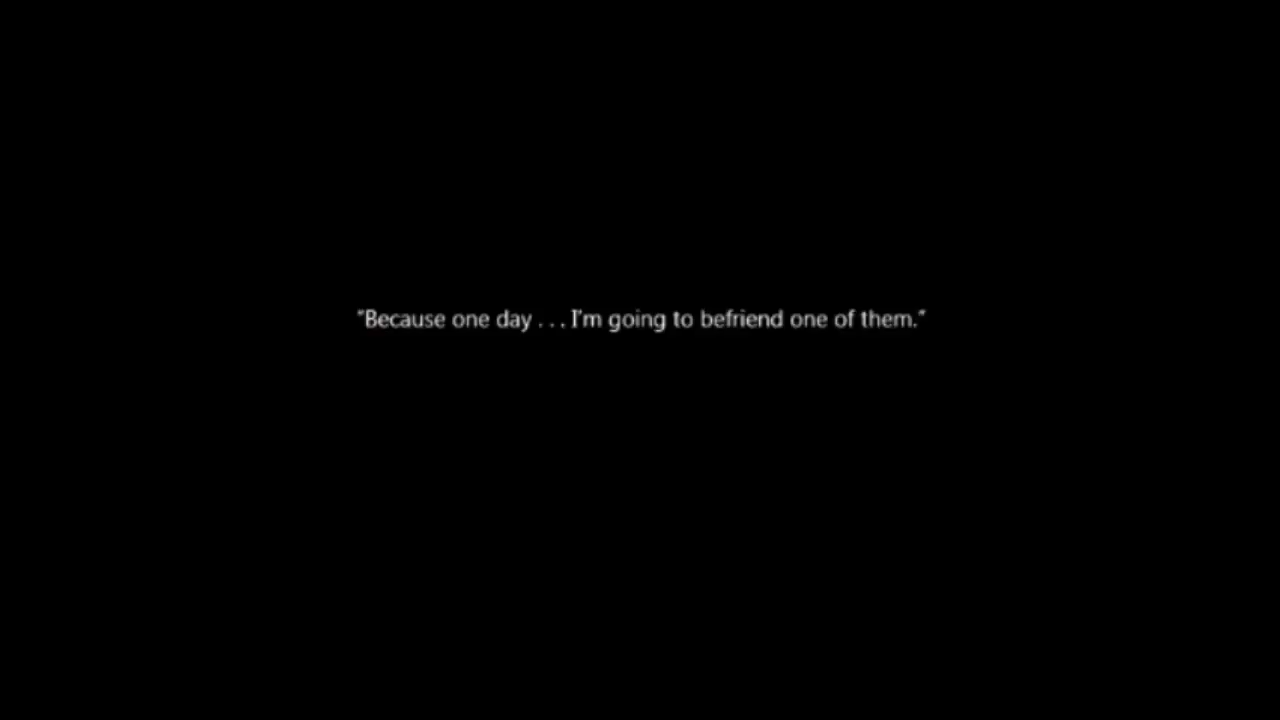 "Because one day . . . I'm going to befriend one of them."